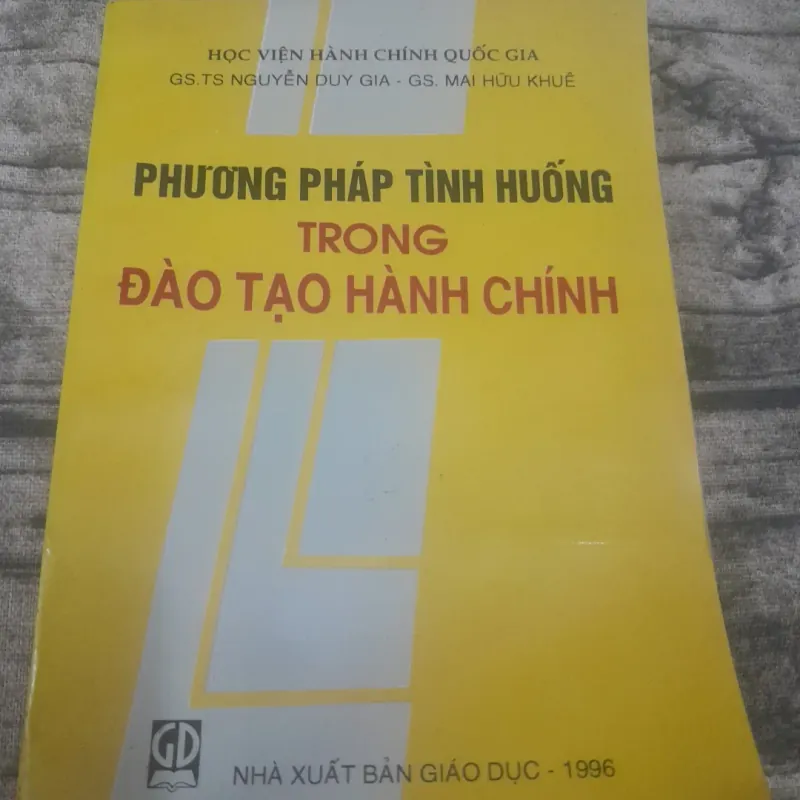 HỌC VIỆN HÀNH CHÍNH QUỐC GIA
GS.TS NGUYỄN DUY GIA - GS. MAI HỮU KHUÊ
PHƯƠNG PHÁP TÌNH HUỐNG
TRONG
ĐÀO TẠO HÀNH CHÍNH
GD
NHÀ XUẤT BẢN GIÁO DỤC - 1996